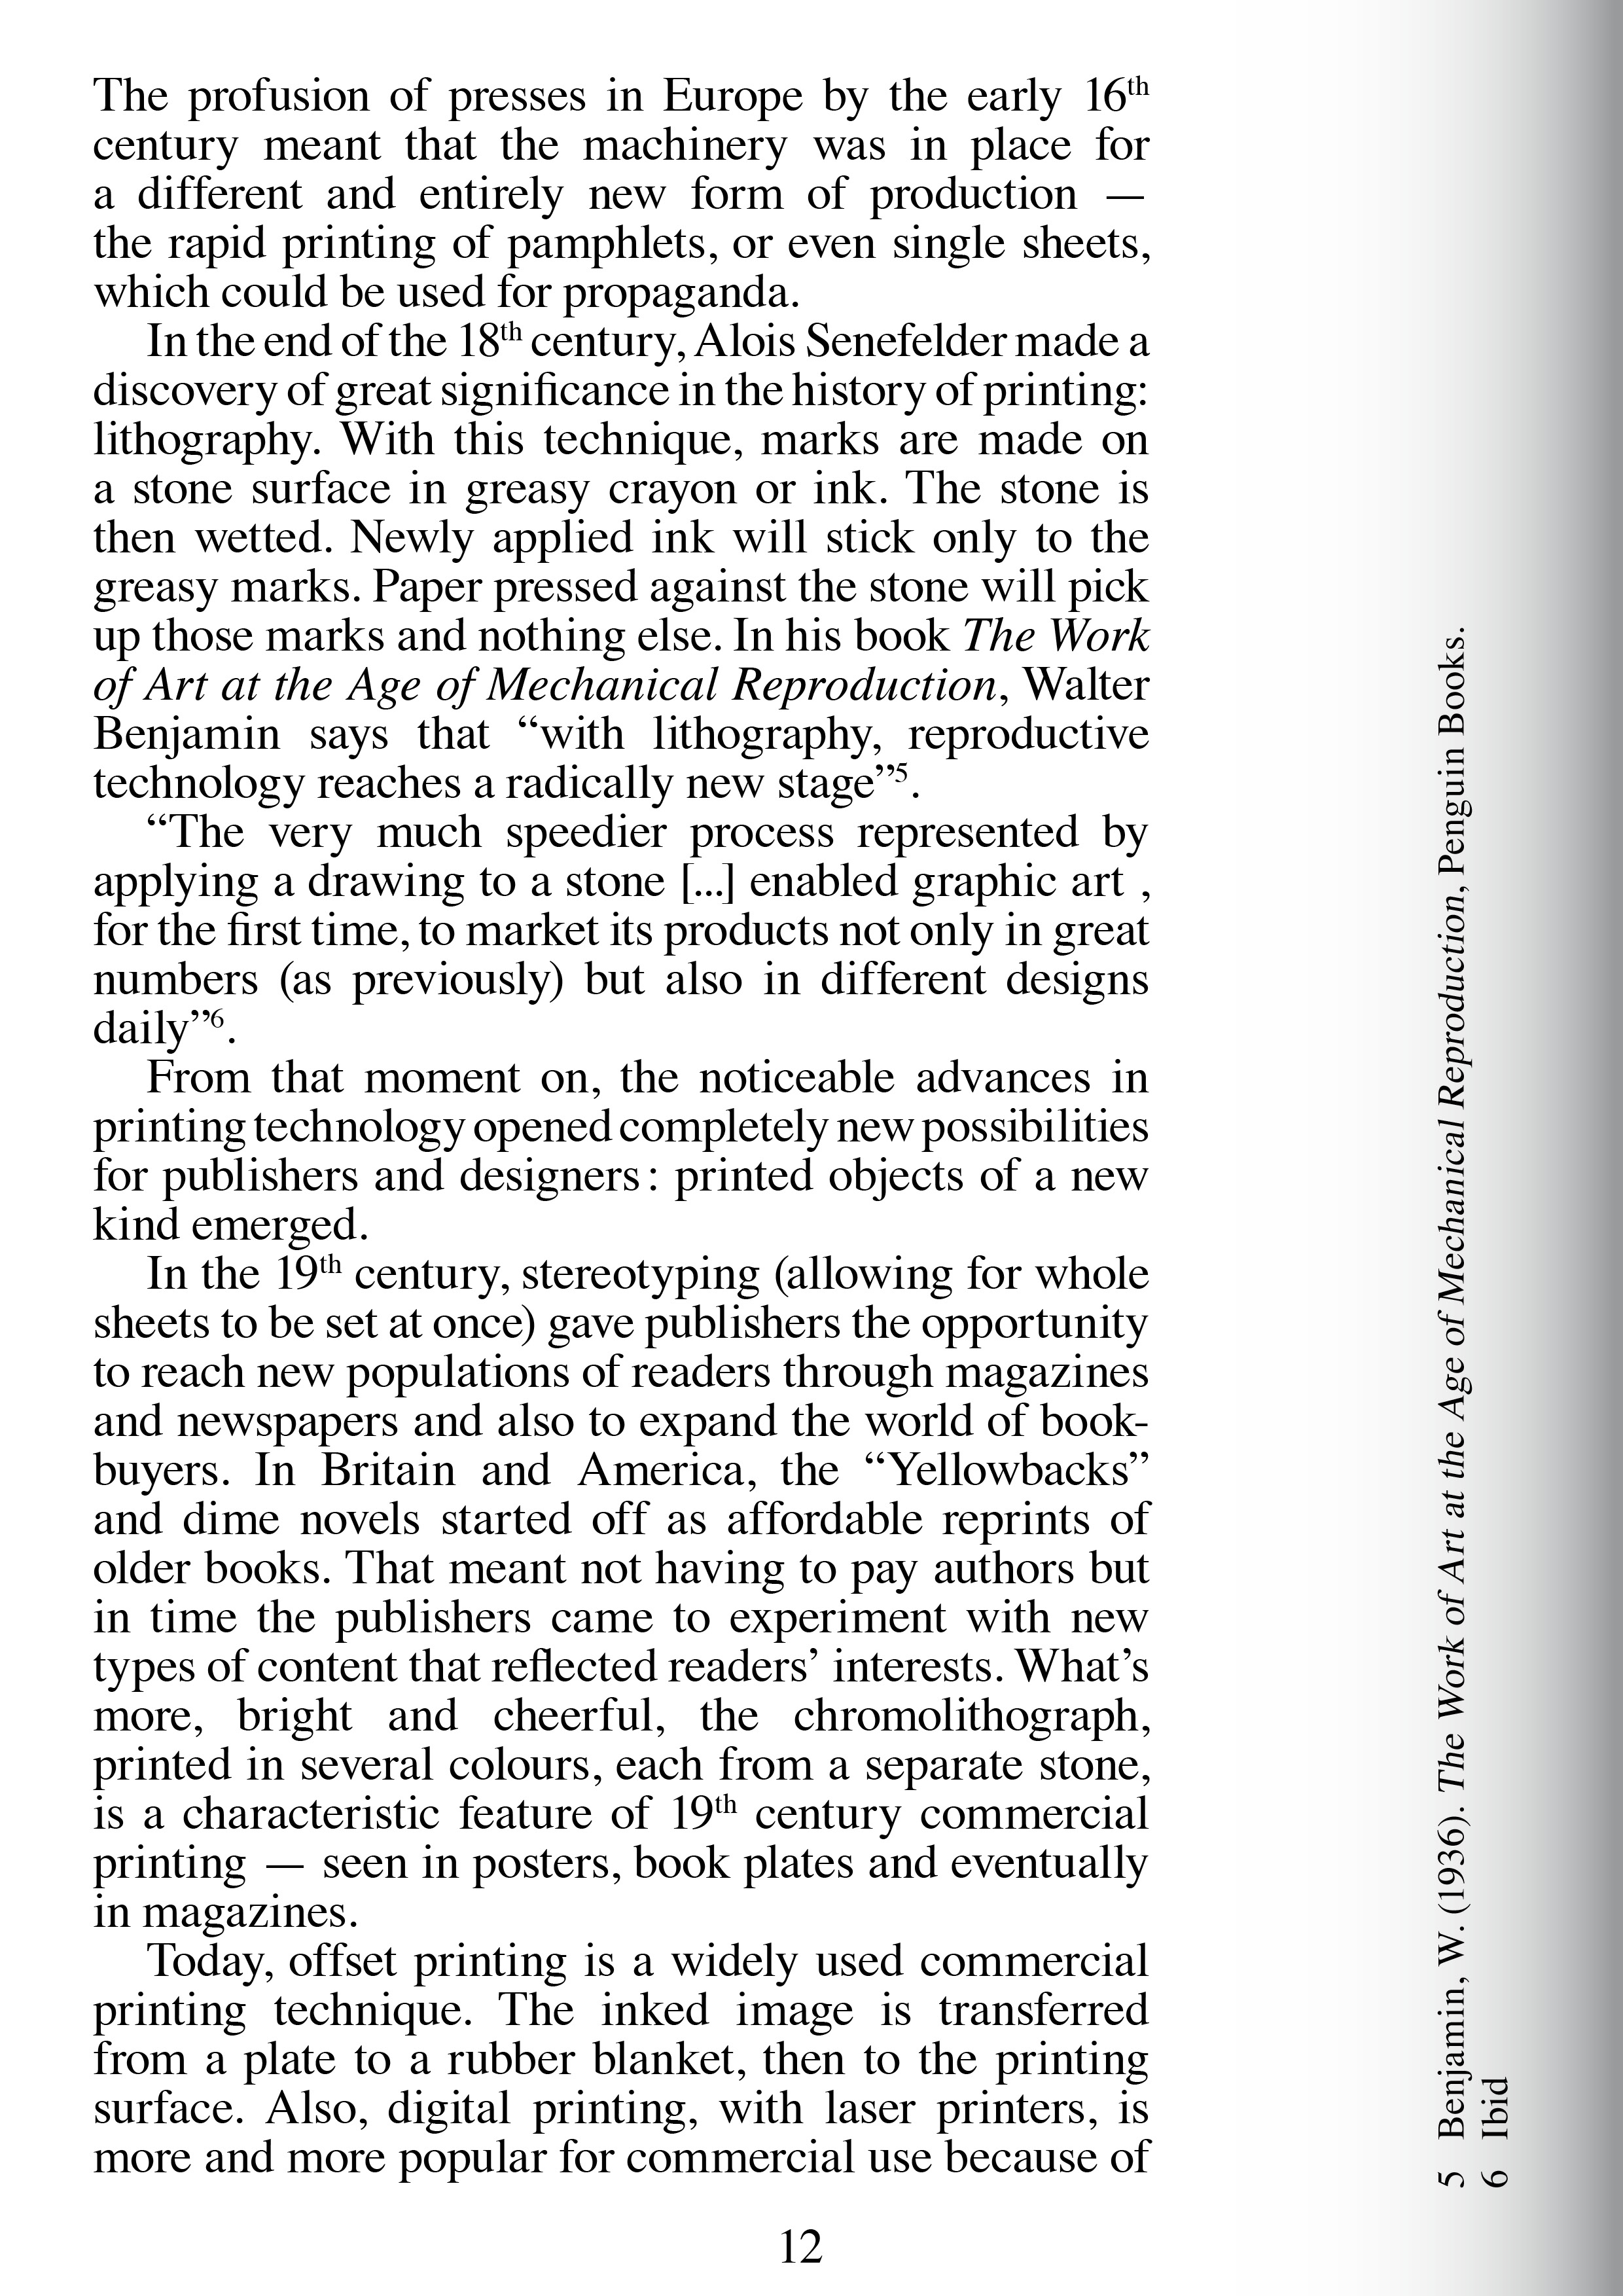 The profusion of presses in Europe by the early 16th
century meant that the machinery was in place for
a different and entirely new form of production —
the rapid printing of pamphlets, or even single sheets,
which could be used for propaganda.
In the end of the 18th century, Alois Senefelder made a
discovery of great significance in the history of printing:
lithography. With this technique, marks are made on
a stone surface in greasy crayon or ink. The stone is
then wetted. Newly applied ink will stick only to the
greasy marks. Paper pressed against the stone will pick
up those marks and nothing else. In his book The Work
of Art at the Age of Mechanical Reproduction, Walter
Benjamin says that “with lithography, reproductive
technology reaches a radically new stage”5.
“The very much speedier process represented by
applying a drawing to a stone [...] enabled graphic art ,
for the first time, to market its products not only in great
numbers (as previously) but also in different designs
daily”6.
From that moment on, the noticeable advances in
printing technology opened completely new possibilities
for publishers and designers : printed objects of a new
kind emerged.
In the 19th century, stereotyping (allowing for whole
sheets to be set at once) gave publishers the opportunity
to reach new populations of readers through magazines
and newspapers and also to expand the world of book-
buyers. In Britain and America, the “Yellowbacks”
and dime novels started off as affordable reprints of
older books. That meant not having to pay authors but
in time the publishers came to experiment with new
types of content that reflected readers’ interests. What’s
more, bright and cheerful, the chromolithograph,
printed in several colours, each from a separate stone,
is a characteristic feature of 19th century commercial
printing — seen in posters, book plates and eventually
in magazines.
Today, offset printing is a widely used commercial
printing technique. The inked image is transferred
from a plate to a rubber blanket, then to the printing
surface. Also, digital printing, with laser printers, is
more and more popular for commercial use because of
12
5 Benjamin, W. (1936). The Work of Art at the Age of Mechanical Reproduction, Penguin Books.
6 Ibid